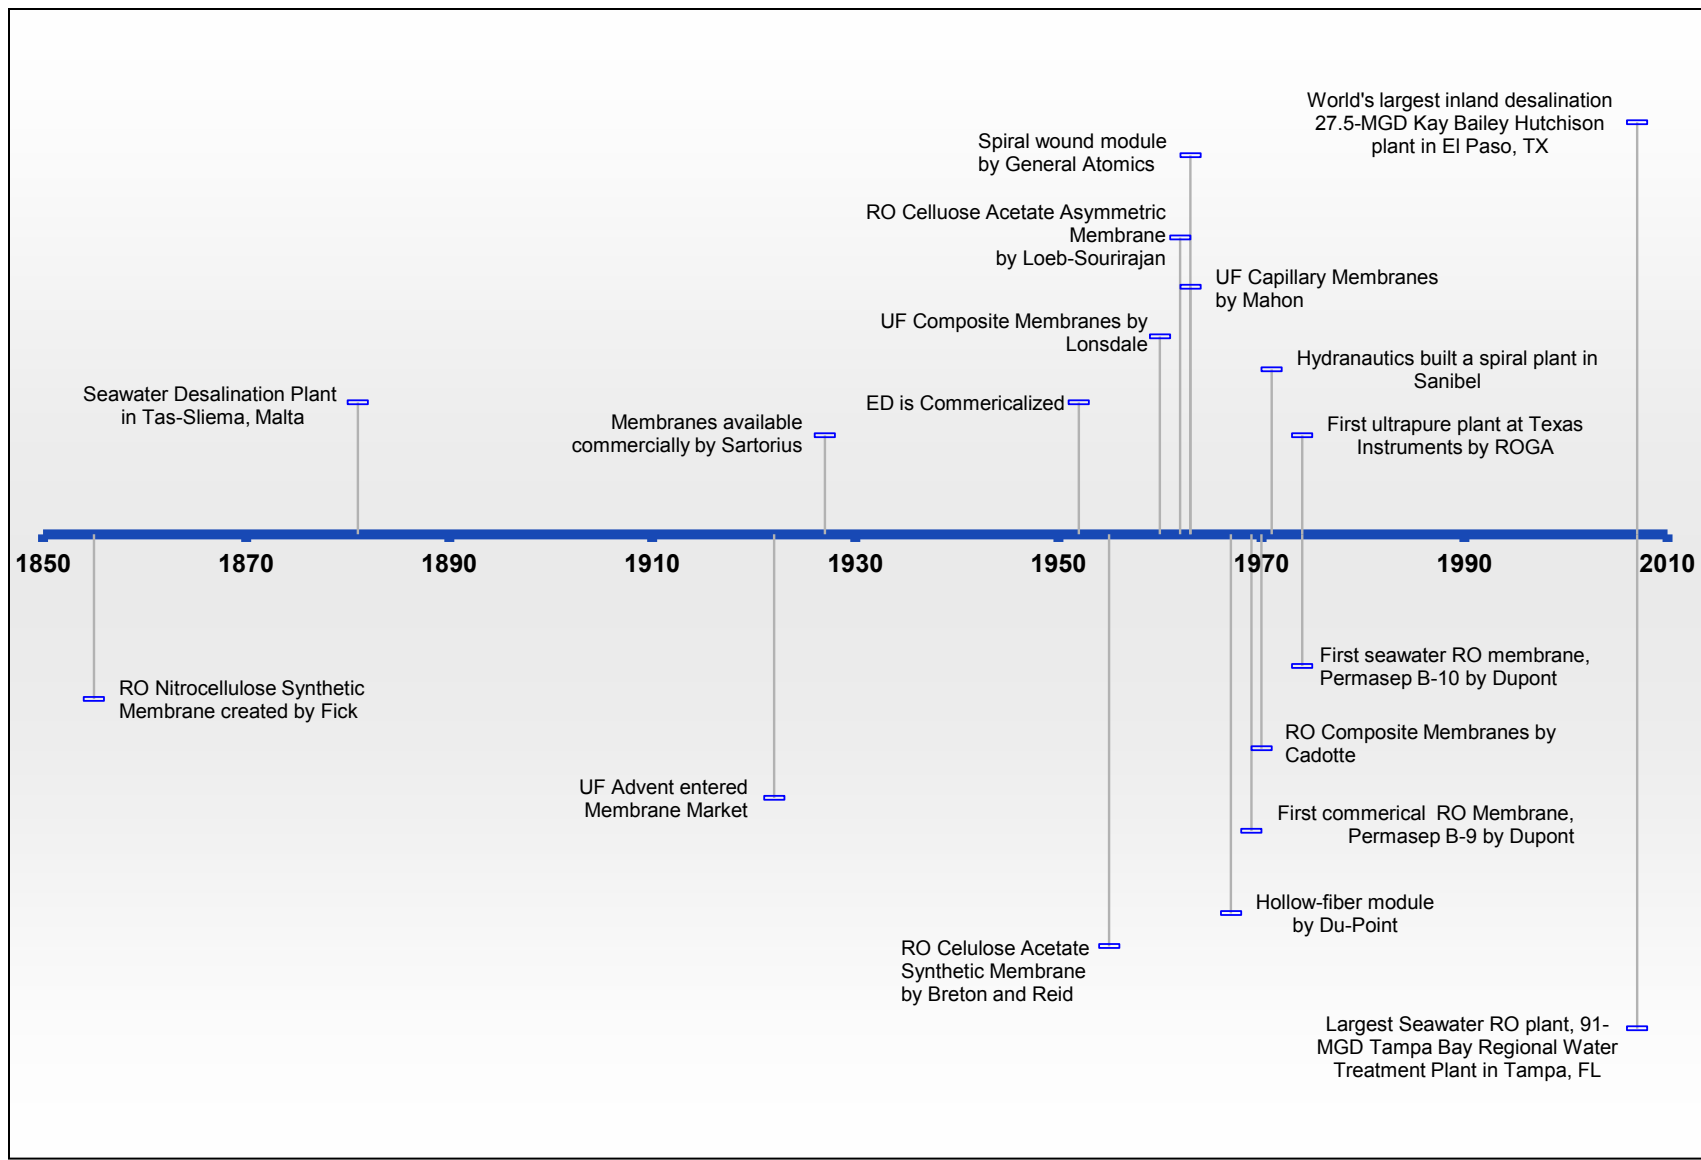 World's largest inland desalination
27.5-MGD Kay Bailey Hutchison
plant in El Paso, TX
Spiral wound module
by General Atomics
RO Celluose Acetate Asymmetric
Membrane
by Loeb-Sourirajan
UF Capillary Membranes
by Mahon
UF Composite Membranes by
Lonsdale
Hydranautics built a spiral plant in
Sanibel
Seawater Desalination Plant
in Tas-Sliema, Malta
ED is Commericalized
Membranes available
commercially by Sartorius
First ultrapure plant at Texas
Instruments by ROGA
1850 1870 1890 1910 1930 1950 1970 1990 2010
First seawater RO membrane,
Permasep B-10 by Dupont
RO Nitrocellulose Synthetic
Membrane created by Fick
RO Composite Membranes by
Cadotte
UF Advent entered
Membrane Market
First commerical  RO Membrane,
Permasep B-9 by Dupont
Hollow-fiber module
by Du-Point
RO Celulose Acetate
Synthetic Membrane
by Breton and Reid
Largest Seawater RO plant, 91-
MGD Tampa Bay Regional Water
Treatment Plant in Tampa, FL